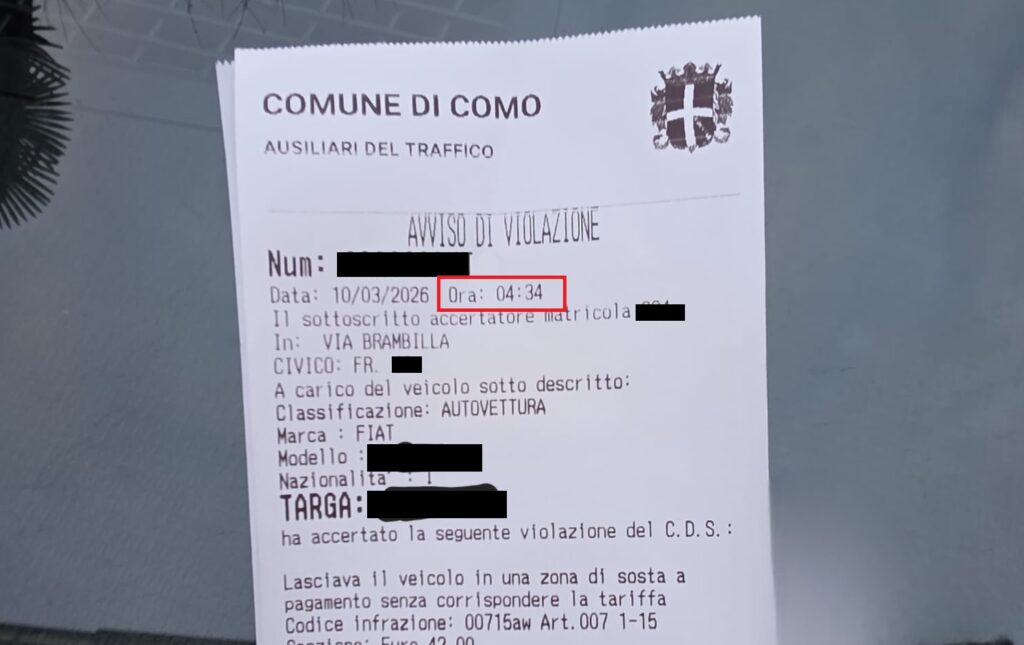 COMUNE DI COMO
AUSILIARI DEL TRAFFICO
AVVISO DI VIOLAZIONE
Num:
Data: 10/03/2026 Ora: 04:34
Il sottoscritto accertatore matricola
In: VIA BRAMBILLA
CIVICO: FR.
A carico del veicolo sotto descritto:
Classificazione: AUTOVETTURA
Marca : FIAT
Modello :
Nazionalita' : I
TARGA:
ha accertato la seguente violazione del C.D.S.:
Lasciava il veicolo in una zona di sosta a
pagamento senza corrispondere la tariffa
Codice infrazione: 00715aw Art.007 1-15
Euro 42,00